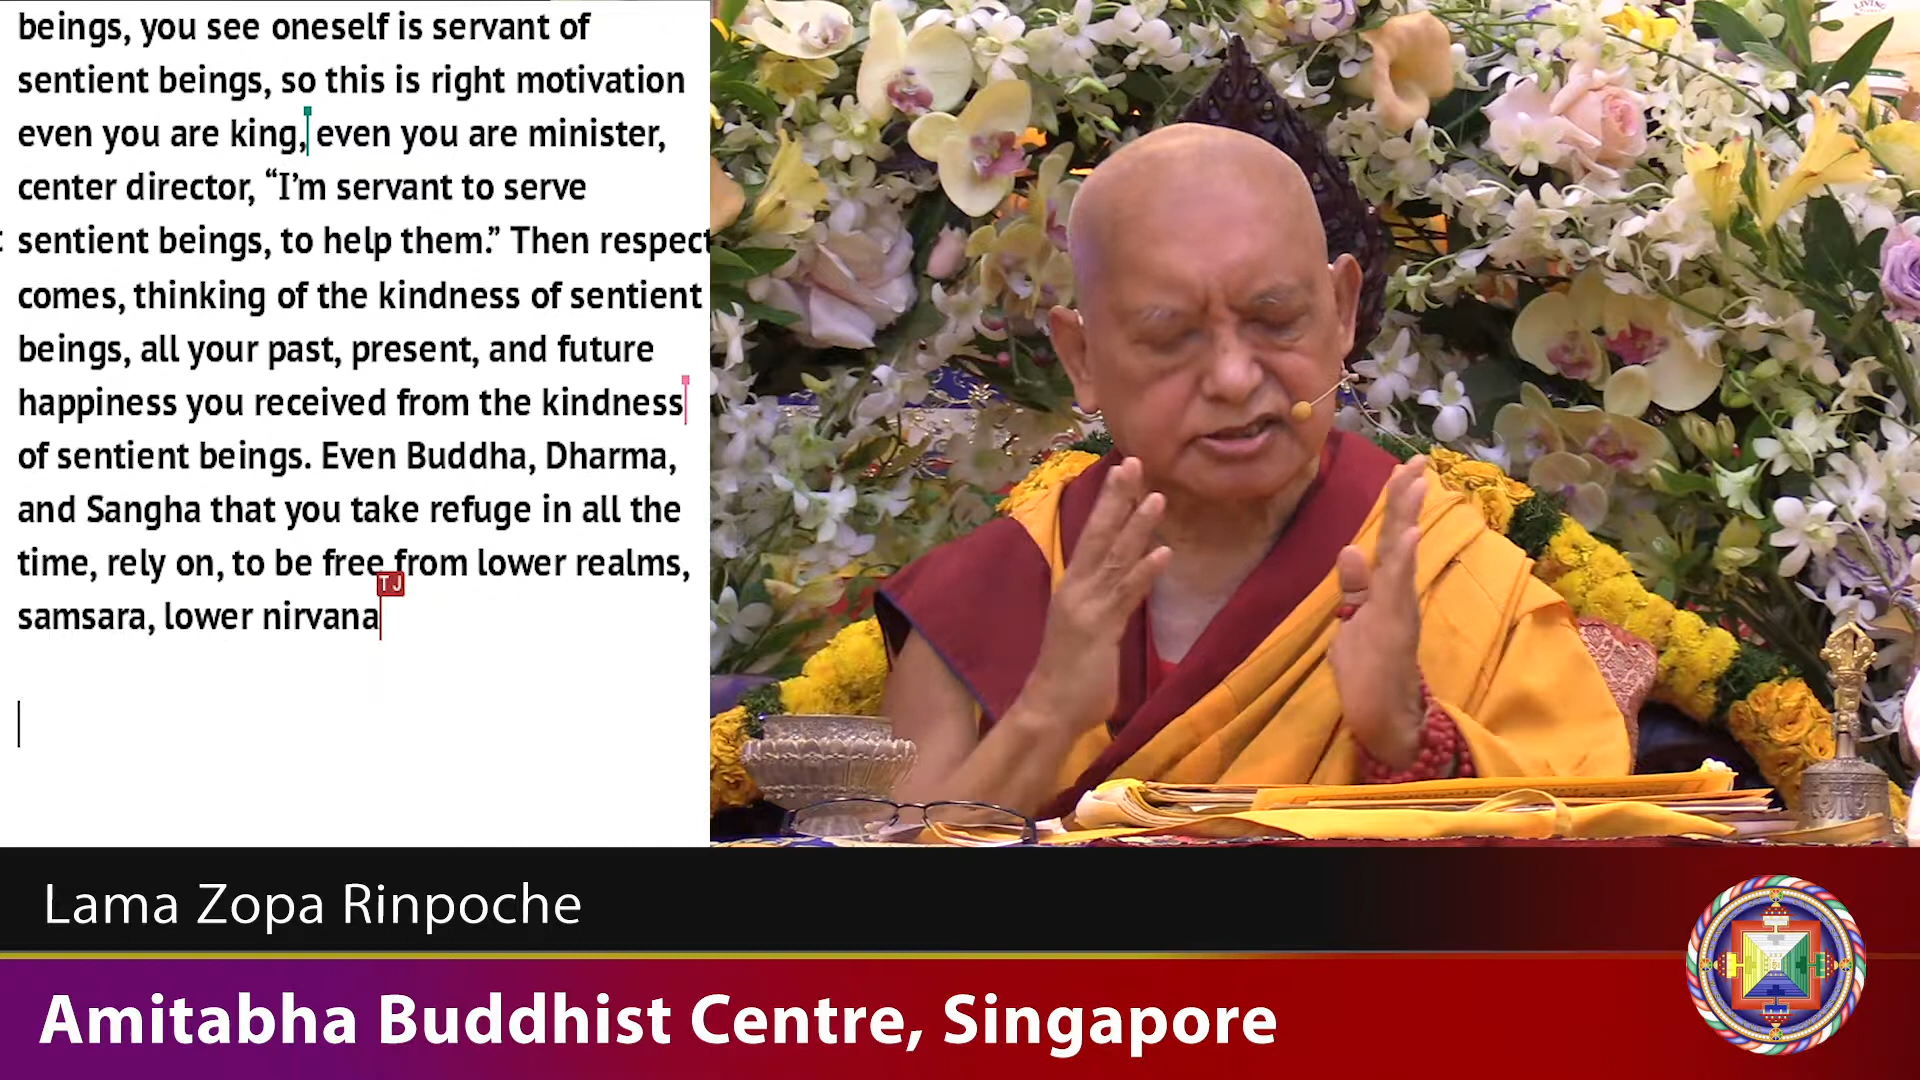 beings, you see oneself is servant of
sentient beings, so this is right motivation
even you are king, even you are minister,
center director, “I’m servant to serve
sentient beings, to help them.” Then respect
comes, thinking of the kindness of sentient
beings, all your past, present, and future
happiness you received from the kindness
of sentient beings. Even Buddha, Dharma,
and Sangha that you take refuge in all the
time, rely on, to be free from lower realms,
TJ
samsara, lower nirvana
LIVING
Lama Zopa Rinpoche
Amitabha Buddhist Centre, Singapore